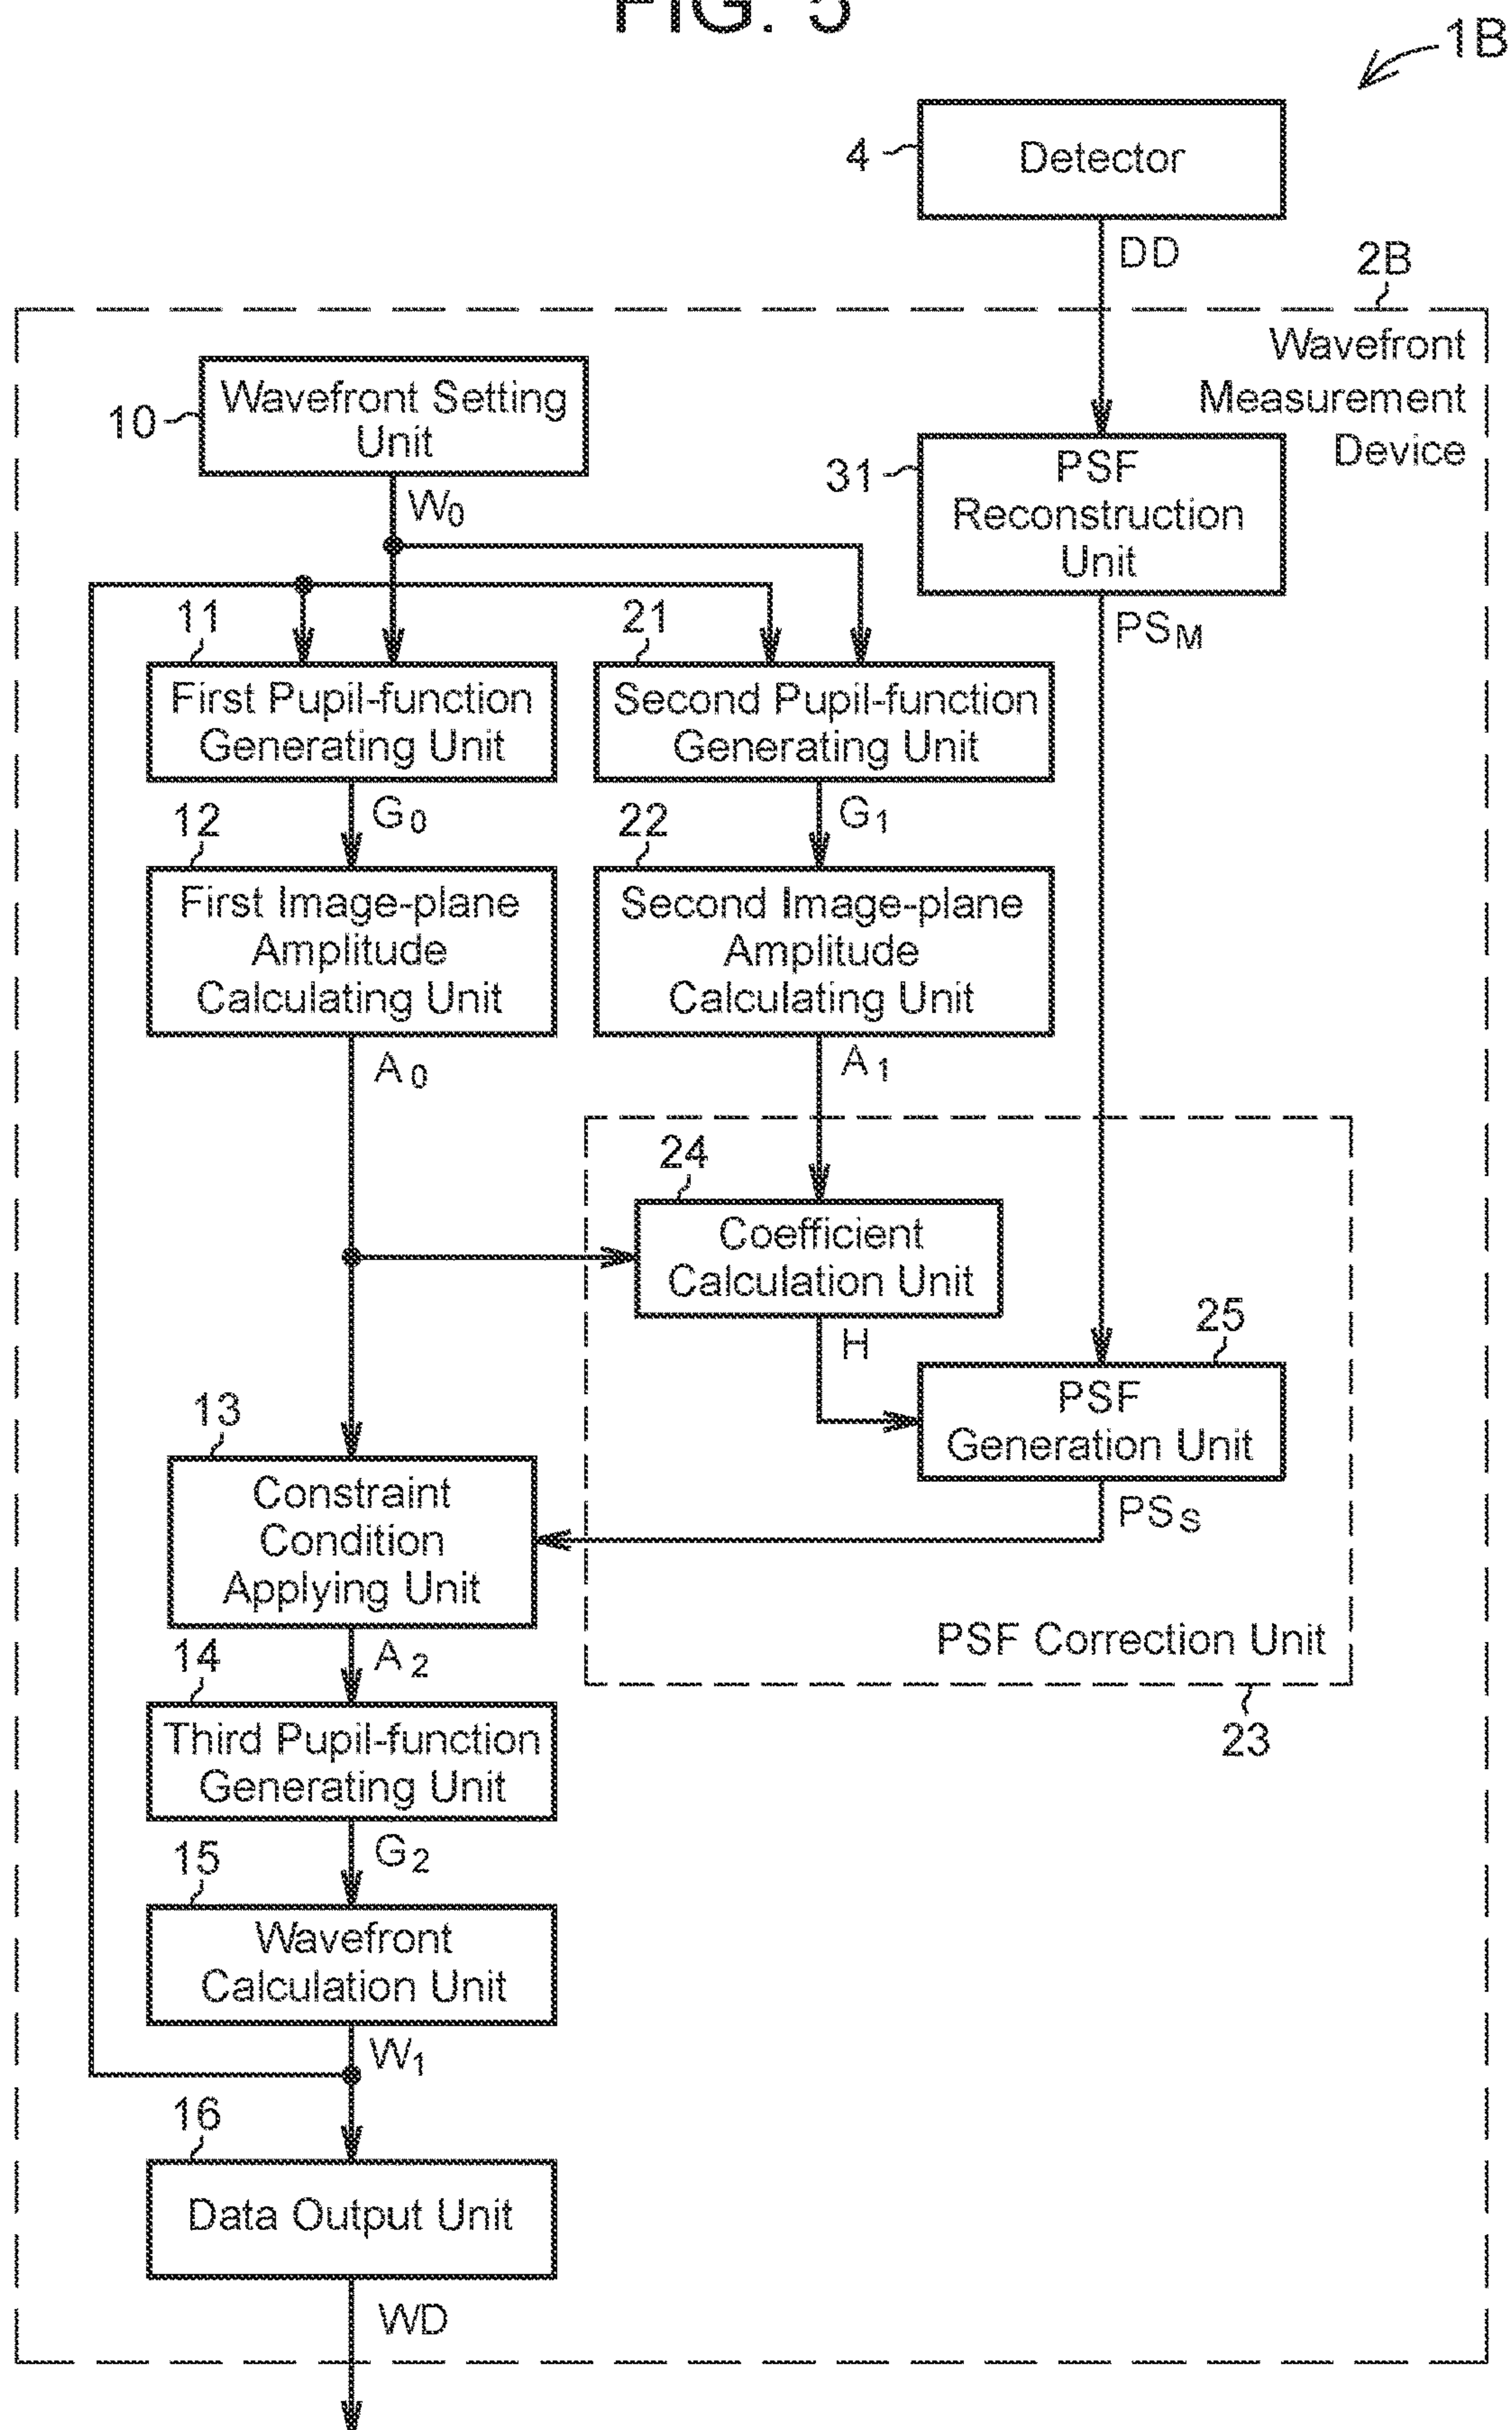 FIG. 5
1B
4
Detector
DD
2B
Wavefront
Measurement
Device
10
Wavefront Setting
Unit
W0
31
PSF
Reconstruction
Unit
PSM
11
First Pupil-function
Generating Unit
21
Second Pupil-function
Generating Unit
G0
G1
12
First Image-plane
Amplitude
Calculating Unit
22
Second Image-plane
Amplitude
Calculating Unit
A0
A1
24
Coefficient
Calculation Unit
H
25
PSF
Generation Unit
PSS
13
Constraint
Condition
Applying Unit
A2
PSF Correction Unit
23
14
Third Pupil-function
Generating Unit
G2
15
Wavefront
Calculation Unit
W1
16
Data Output Unit
WD